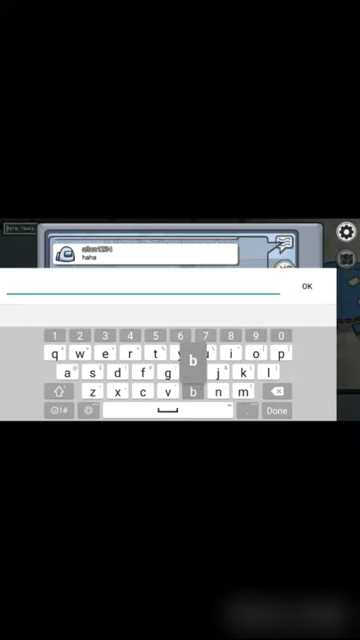 haha
OK
1 2 3 4 5 6 7 8 9 0
q w e r t y u i o p
a s d f g b j k l
z x c v b n m
!# Done